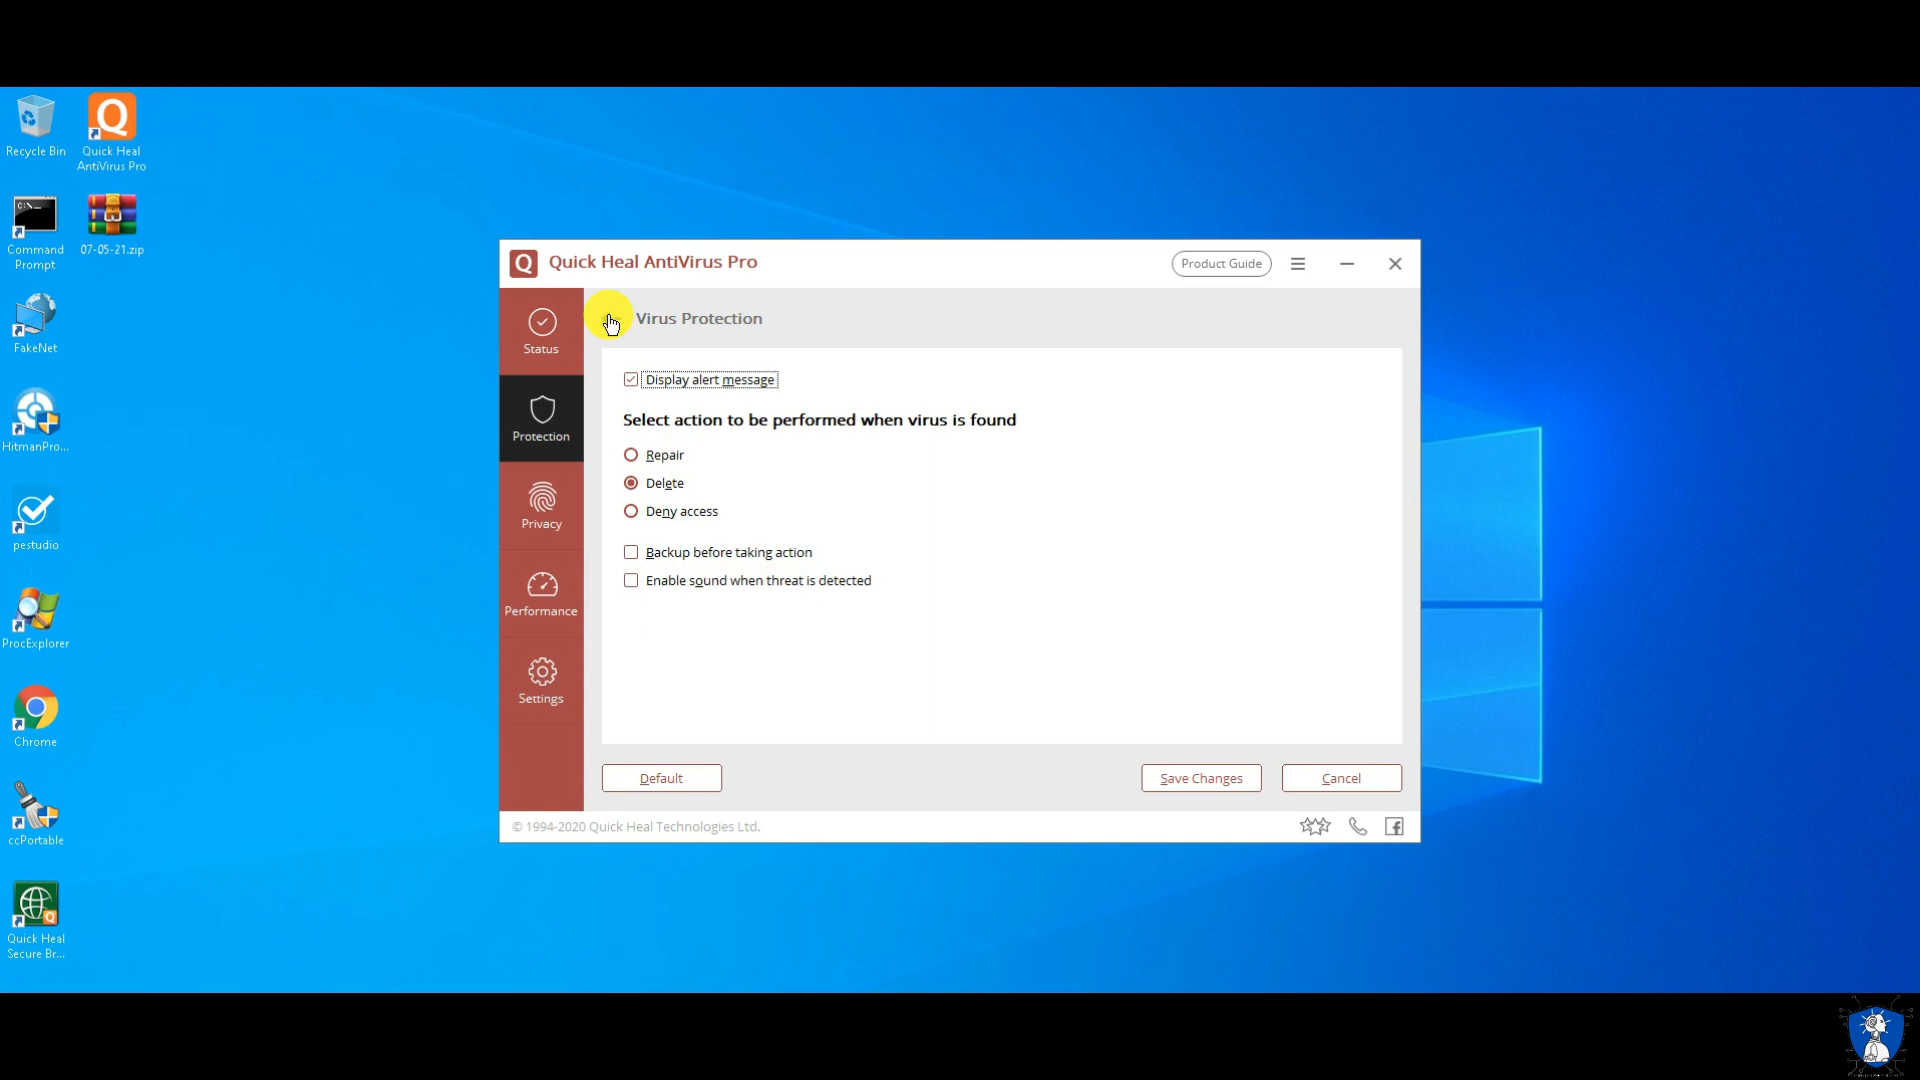 Recycle Bin
Quick Heal
AntiVirus Pro
Command
Prompt
07-05-21.zip
FakeNet
HitmanPro...
pestudio
ProcExplorer
Chrome
ccPortable
Quick Heal
Secure Br...
Quick Heal AntiVirus Pro
Product Guide
Status
Protection
Privacy
Performance
Settings
Virus Protection
Display alert message
Select action to be performed when virus is found
Repair
Delete
Deny access
Backup before taking action
Enable sound when threat is detected
Default
Save Changes
Cancel
© 1994-2020 Quick Heal Technologies Ltd.